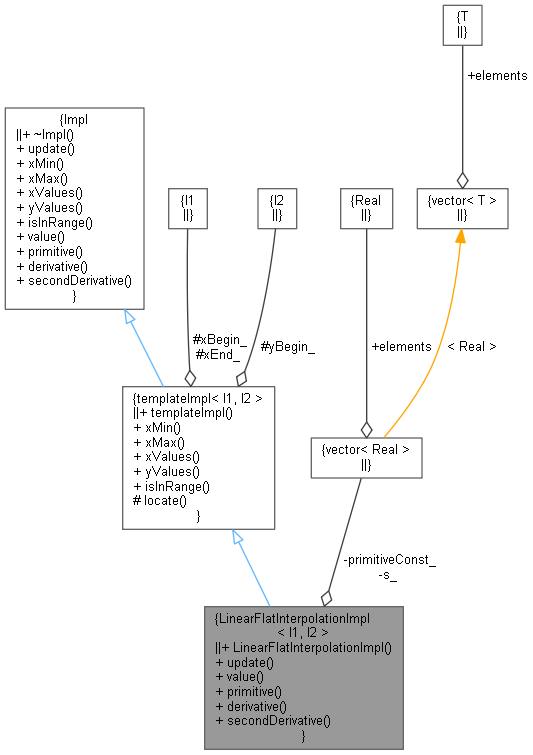 {T
||}
+elements
{Impl
||+ ~Impl()
+ update()
+ xMin()
+ xMax()
+ xValues()
+ yValues()
+ isInRange()
+ value()
+ primitive()
+ derivative()
+ secondDerivative()
}
{I1
||}
{I2
||}
{Real
||}
{vector< T >
||}
#xBegin_
#xEnd_
#yBegin_
+elements
< Real >
{templateImpl< I1, I2 >
||+ templateImpl()
+ xMin()
+ xMax()
+ xValues()
+ yValues()
+ isInRange()
# locate()
}
{vector< Real >
||}
-primitiveConst_
-s_
{LinearFlatInterpolationImpl
< I1, I2 >
||+ LinearFlatInterpolationImpl()
+ update()
+ value()
+ primitive()
+ derivative()
+ secondDerivative()
}